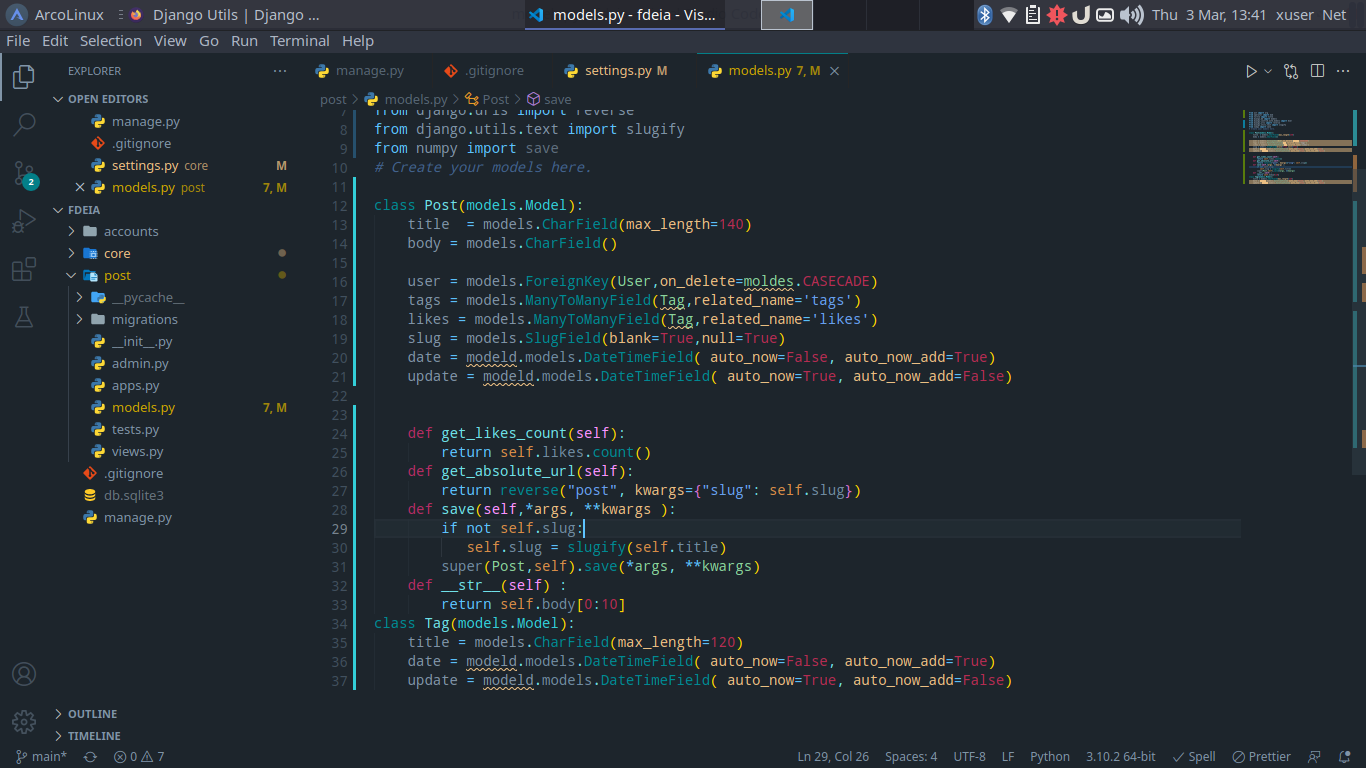 ArcoLinux Django Utils | Django ... models.py - fdeia - Vis... Thu 3 Mar, 13:41 xuser Net
File Edit Selection View Go Run Terminal Help
EXPLORER
OPEN EDITORS
manage.py
.gitignore
settings.py core M
models.py post 7, M
FDEIA
accounts
core
post
__pycache__
migrations
__init__.py
admin.py
apps.py
models.py 7, M
tests.py
views.py
.gitignore
db.sqlite3
manage.py
OUTLINE
TIMELINE
2
manage.py .gitignore settings.py M models.py 7, M
post > models.py > Post > save
7 from django.urls import reverse
8 from django.utils.text import slugify
9 from numpy import save
10 # Create your models here.
11
12 class Post(models.Model):
13 title  = models.CharField(max_length=140)
14 body = models.CharField()
15
16 user = models.ForeignKey(User,on_delete=moldes.CASECADE)
17 tags = models.ManyToManyField(Tag,related_name='tags')
18 likes = models.ManyToManyField(Tag,related_name='likes')
19 slug = models.SlugField(blank=True,null=True)
20 date = modeld.models.DateTimeField( auto_now=False, auto_now_add=True)
21 update = modeld.models.DateTimeField( auto_now=True, auto_now_add=False)
22
23
24 def get_likes_count(self):
25 return self.likes.count()
26 def get_absolute_url(self):
27 return reverse("post", kwargs={"slug": self.slug})
28 def save(self,*args, **kwargs ):
29 if not self.slug:
30 self.slug = slugify(self.title)
31 super(Post,self).save(*args, **kwargs)
32 def __str__(self) :
33 return self.body[0:10]
34 class Tag(models.Model):
35 title = models.CharField(max_length=120)
36 date = modeld.models.DateTimeField( auto_now=False, auto_now_add=True)
37 update = modeld.models.DateTimeField( auto_now=True, auto_now_add=False)
main* 0 7 Ln 29, Col 26 Spaces: 4 UTF-8 LF Python 3.10.2 64-bit Spell Prettier